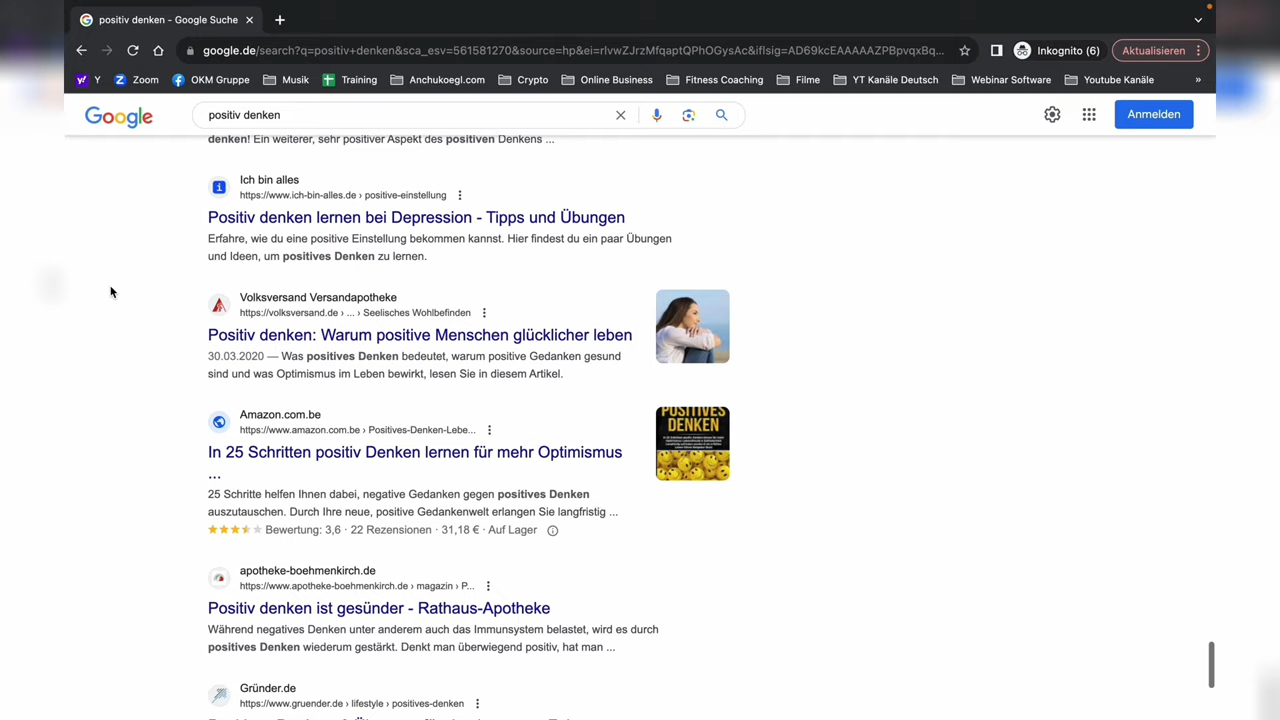 positiv denken - Google Suche
google.de/search?q=positiv+denken&sca_esv=561581270&source=hp&ei=rlvwZJrzMfqaptQPhOGysAc&iflsig=AD69kcEAAAAAZPBpvqxBq...
Inkognito (6)
Aktualisieren
Y
Zoom
OKM Gruppe
Musik
Training
Anchukoegl.com
Crypto
Online Business
Fitness Coaching
Filme
YT Kanäle Deutsch
Webinar Software
Youtube Kanäle
»
Google
positiv denken
Anmelden
denken! Ein weiterer, sehr positiver Aspekt des positiven Denkens ...
Ich bin alles
https://www.ich-bin-alles.de › positive-einstellung
Positiv denken lernen bei Depression - Tipps und Übungen
Erfahre, wie du eine positive Einstellung bekommen kannst. Hier findest du ein paar Übungen
und Ideen, um positives Denken zu lernen.
Volksversand Versandapotheke
https://volksversand.de › ... › Seelisches Wohlbefinden
Positiv denken: Warum positive Menschen glücklicher leben
30.03.2020 — Was positives Denken bedeutet, warum positive Gedanken gesund
sind und was Optimismus im Leben bewirkt, lesen Sie in diesem Artikel.
Amazon.com.be
https://www.amazon.com.be › Positives-Denken-Lebe...
In 25 Schritten positiv Denken lernen für mehr Optimismus
...
POSITIVES
DENKEN
25 Schritte helfen Ihnen dabei, negative Gedanken gegen positives Denken
auszutauschen. Durch Ihre neue, positive Gedankenwelt erlangen Sie langfristig ...
Bewertung: 3,6 · 22 Rezensionen · 31,18 € · Auf Lager
apotheke-boehmenkirch.de
https://www.apotheke-boehmenkirch.de › magazin › P...
Positiv denken ist gesünder - Rathaus-Apotheke
Während negatives Denken unter anderem auch das Immunsystem belastet, wird es durch
positives Denken wiederum gestärkt. Denkt man überwiegend positiv, hat man ...
Gründer.de
https://www.gruender.de › lifestyle › positives-denken